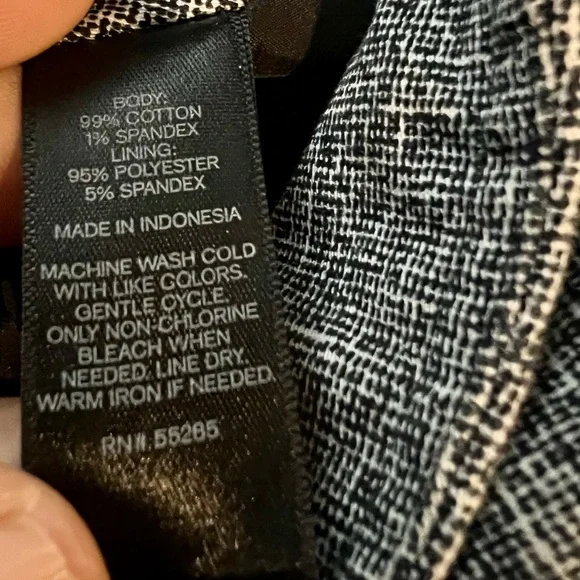 BODY:
99% COTTON
1% SPANDEX
LINING:
95% POLYESTER
5% SPANDEX
MADE IN INDONESIA
MACHINE WASH COLD
WITH LIKE COLORS.
GENTLE CYCLE.
ONLY NON-CHLORINE
BLEACH WHEN
NEEDED. LINE DRY.
WARM IRON IF NEEDED.
RN# 55285